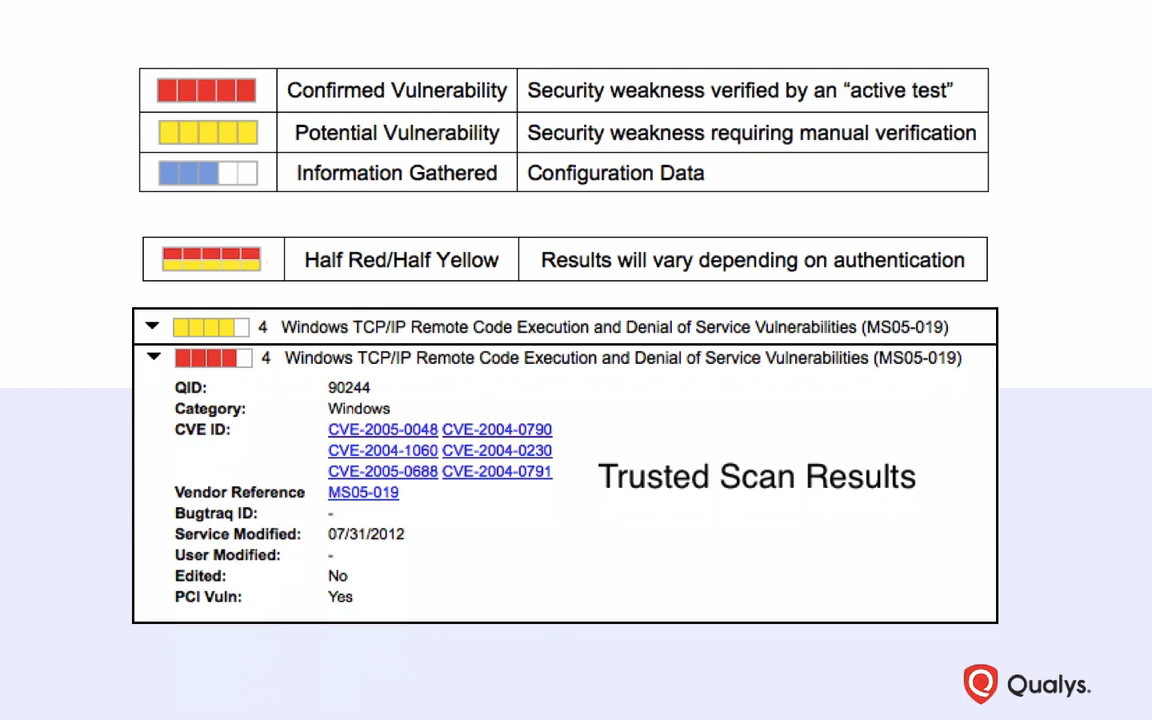 Confirmed Vulnerability Security weakness verified by an “active test”
Potential Vulnerability Security weakness requiring manual verification
Information Gathered Configuration Data
Half Red/Half Yellow Results will vary depending on authentication
4 Windows TCP/IP Remote Code Execution and Denial of Service Vulnerabilities (MS05-019)
4 Windows TCP/IP Remote Code Execution and Denial of Service Vulnerabilities (MS05-019)
QID: 90244
Category: Windows
CVE ID: CVE-2005-0048 CVE-2004-0790
CVE-2004-1060 CVE-2004-0230
CVE-2005-0688 CVE-2004-0791
Trusted Scan Results
Vendor Reference MS05-019
Bugtraq ID: -
Service Modified: 07/31/2012
User Modified: -
Edited: No
PCI Vuln: Yes
Qualys.